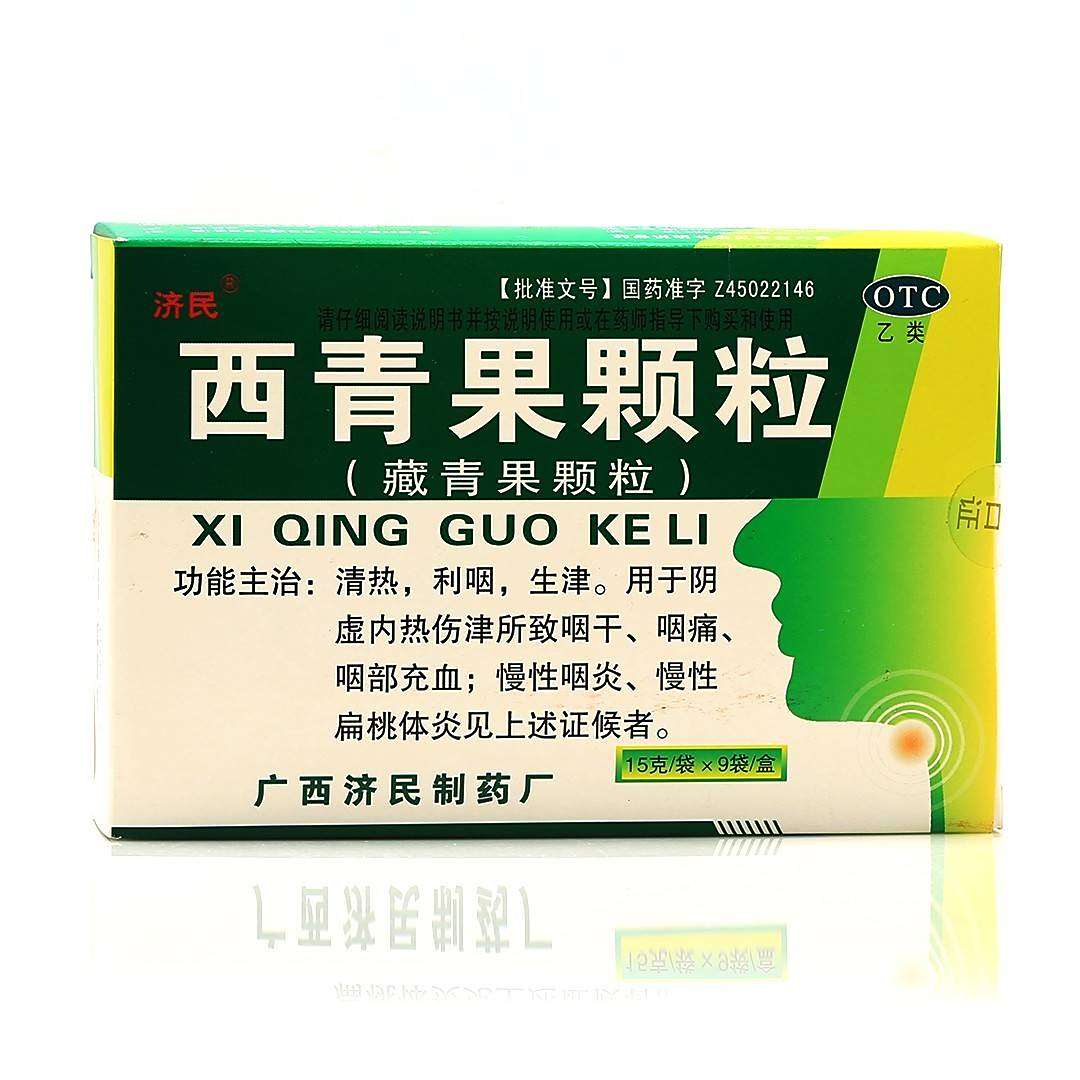 济民®
【批准文号】国药准字 Z45022146
OTC
乙类
请仔细阅读说明书并按说明使用或在药师指导下购买和使用
西青果颗粒
（藏青果颗粒）
XI QING GUO KE LI
功能主治：清热，利咽，生津。用于阴
虚内热伤津所致咽干、咽痛、
咽部充血；慢性咽炎、慢性
扁桃体炎见上述证候者。
15克/袋×9袋/盒
广西济民制药厂